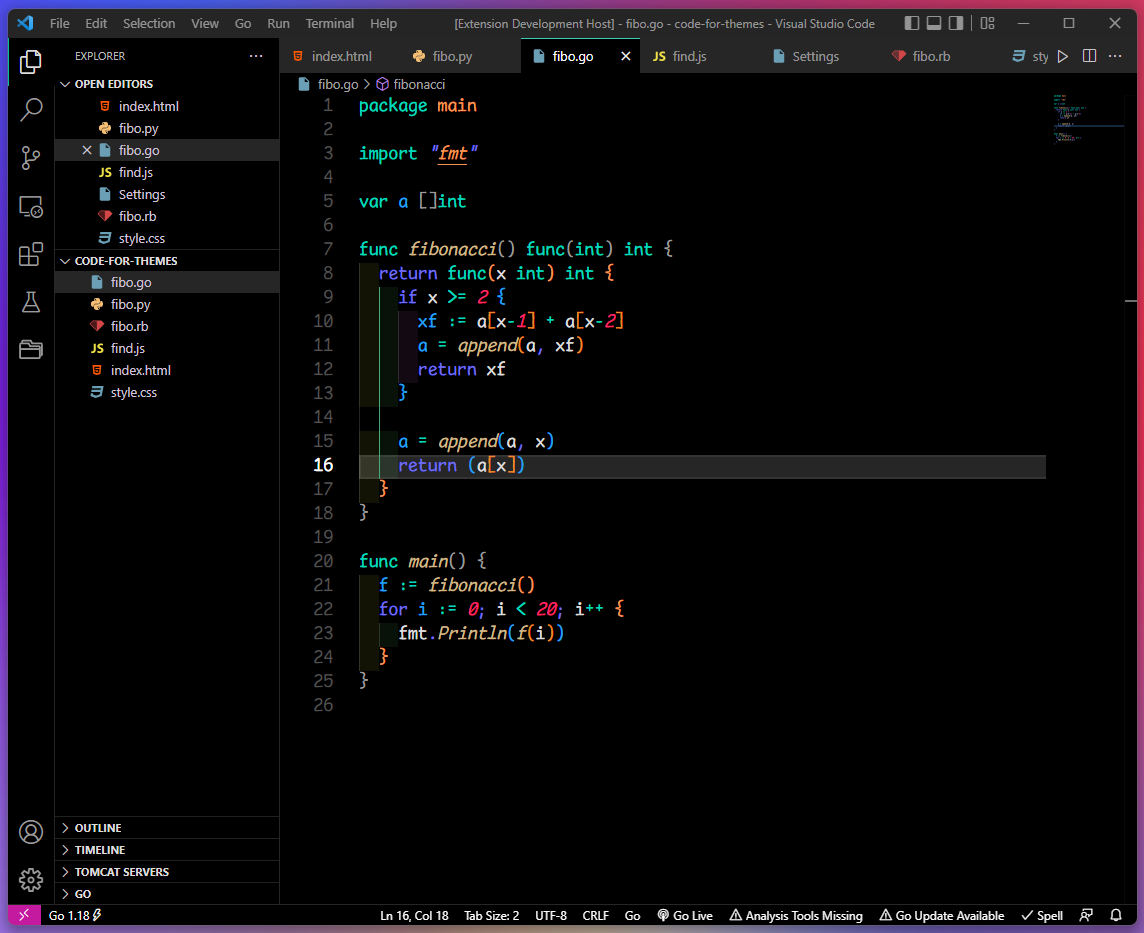 File Edit Selection View Go Run Terminal Help [Extension Development Host] - fibo.go - code-for-themes - Visual Studio Code
EXPLORER
OPEN EDITORS
index.html
fibo.py
fibo.go
find.js
Settings
fibo.rb
style.css
CODE-FOR-THEMES
fibo.go
fibo.py
fibo.rb
find.js
index.html
style.css
OUTLINE
TIMELINE
TOMCAT SERVERS
GO
index.html fibo.py fibo.go JS find.js Settings fibo.rb sty
fibo.go > fibonacci
1 package main
2
3 import "fmt"
4
5 var a []int
6
7 func fibonacci() func(int) int {
8 return func(x int) int {
9 if x >= 2 {
10 xf := a[x-1] + a[x-2]
11 a = append(a, xf)
12 return xf
13 }
14
15 a = append(a, x)
16 return (a[x])
17 }
18 }
19
20 func main() {
21 f := fibonacci()
22 for i := 0; i < 20; i++ {
23 fmt.Println(f(i))
24 }
25 }
26
Go 1.18 Ln 16, Col 18 Tab Size: 2 UTF-8 CRLF Go Go Live Analysis Tools Missing Go Update Available Spell